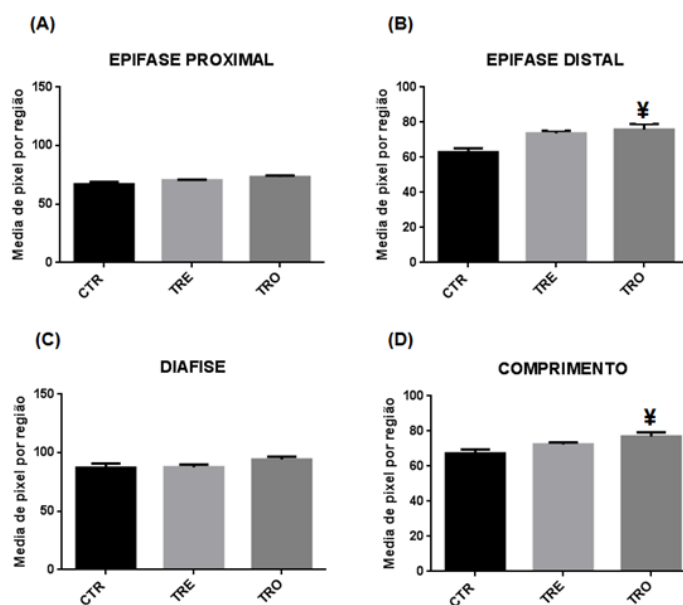 (A)
EPIFASE PROXIMAL
Media de pixel por região
150
100
50
0
CTR
TRE
TRO
(B)
EPIFASE DISTAL
Media de pixel por região
100
80
60
40
20
0
¥
CTR
TRE
TRO
(C)
DIAFISE
Media de pixel por região
150
100
50
0
CTR
TRE
TRO
(D)
COMPRIMENTO
Media de pixel por região
100
80
60
40
20
0
¥
CTR
TRE
TRO